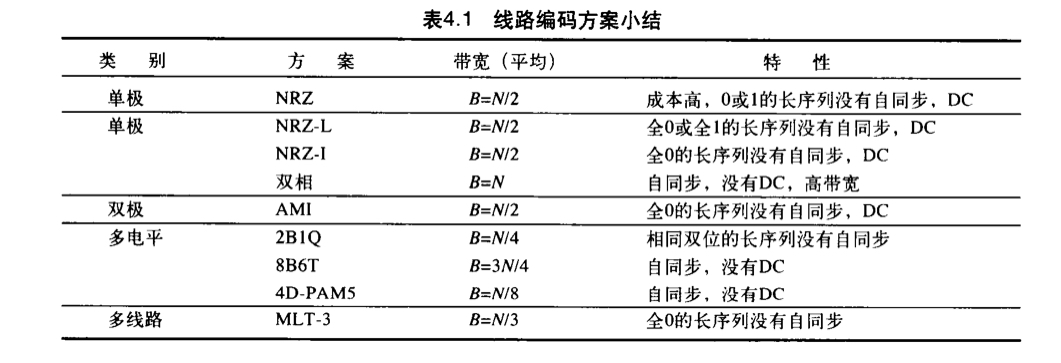 表4.1 线路编码方案小结
类 别 方 案 带宽（平均） 特 性
单极 NRZ B=N/2 成本高，0或1的长序列没有自同步，DC
单极 NRZ-L B=N/2 全0或全1的长序列没有自同步，DC
NRZ-I B=N/2 全0的长序列没有自同步，DC
双相 B=N 自同步，没有DC，高带宽
双极 AMI B=N/2 全0的长序列没有自同步，DC
多电平 2B1Q B=N/4 相同双位的长序列没有自同步
8B6T B=3N/4 自同步，没有DC
4D-PAM5 B=N/8 自同步，没有DC
多线路 MLT-3 B=N/3 全0的长序列没有自同步